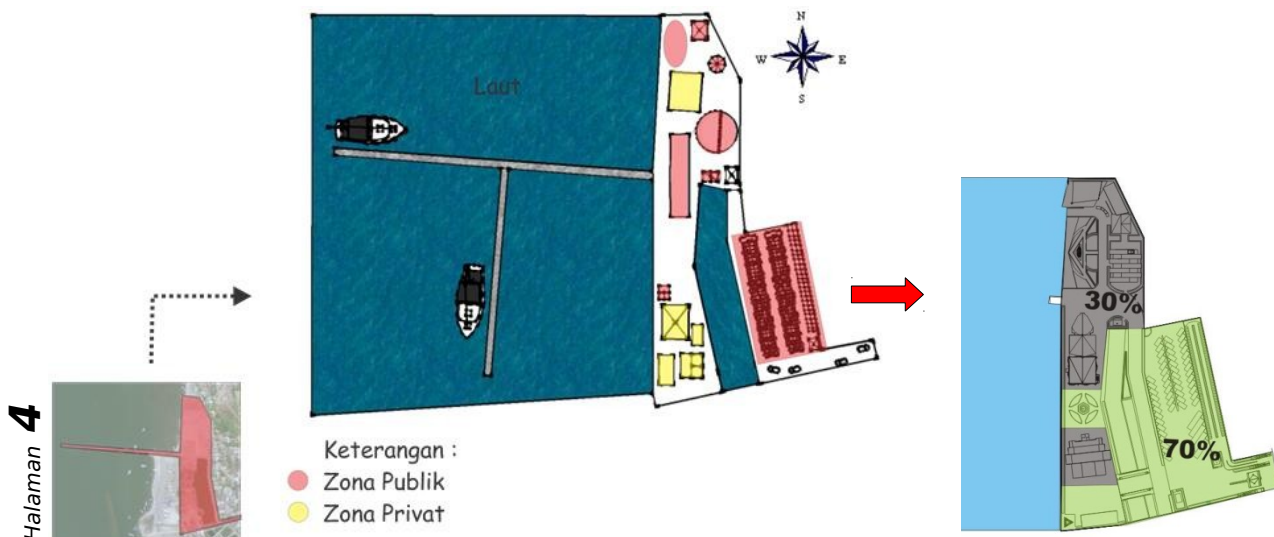 N
W E
S
Laut
30%
70%
Halaman 4
Keterangan :
Zona Publik
Zona Privat